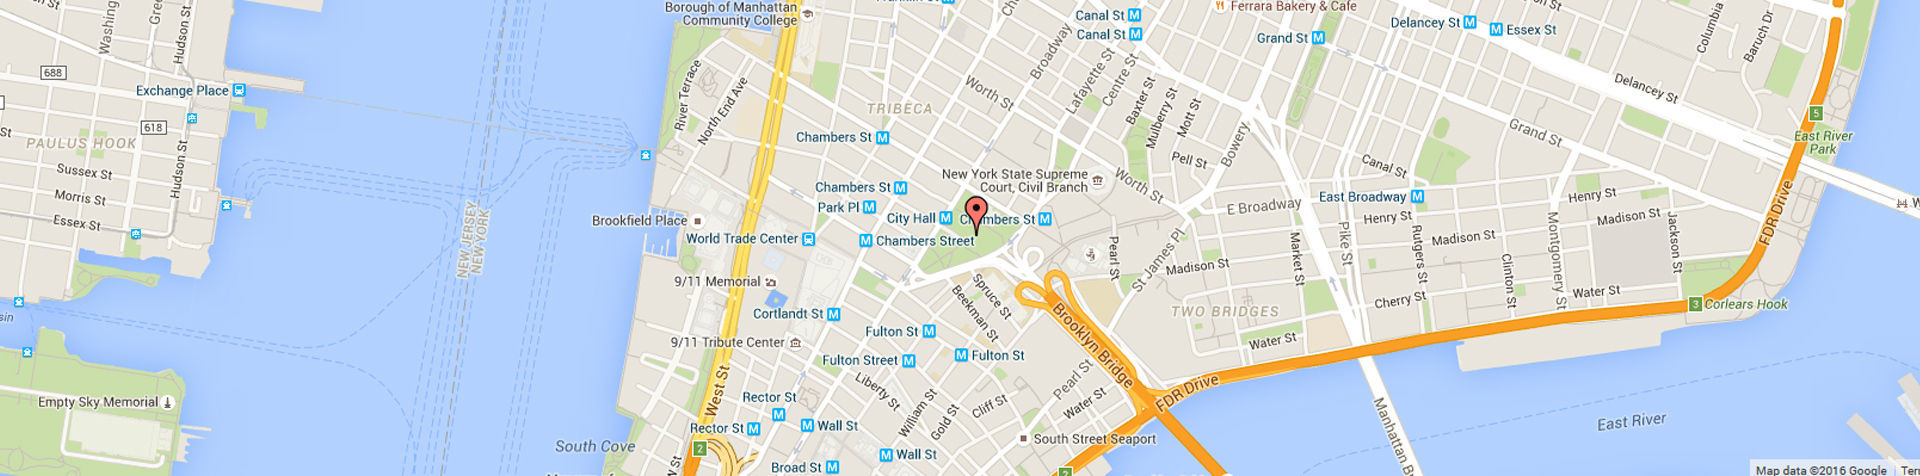 Washing
Hudson St
Gre
688
Exchange Place
618
St
PAULUS HOOK
Sussex St
Morris St
Essex St
Hudson St
Empty Sky Memorial
NEW JERSEY
NEW YORK
Borough of Manhattan
Community College
Franklin St
River Terrace
North End Ave
TRIBECA
Worth St
Broadway
Lafayette St
Centre St
Canal St
Canal St
Ferrara Bakery & Cafe
Grand St
Delancey St
Essex St
Columbia
Baruch Dr
Delancey St
Grand St
Baxter St
Mulberry St
Mott St
Pell St
Bowery
Worth St
Canal St
5
East River
Park
Chambers St
Chambers St
Park Pl
City Hall
Chambers St
Chambers Street
New York State Supreme
Court, Civil Branch
Brookfield Place
World Trade Center
9/11 Memorial
Cortlandt St
9/11 Tribute Center
Fulton St
Fulton Street
Fulton St
Spruce St
Beekman St
Liberty St
William St
Gold St
Cliff St
Pearl St
Water St
South Street Seaport
Rector St
Rector St
Wall St
Wall St
Broad St
West St
2
South Cove
2
Brooklyn Bridge
FDR Drive
Pearl St
St James Pl
E Broadway
East Broadway
Henry St
Madison St
Madison St
Henry St
Madison St
Market St
Pike St
Rutgers St
Clinton St
Montgomery St
Jackson St
Cherry St
Water St
Water St
TWO BRIDGES
3
Corlears Hook
FDR Drive
Manhattan B
East River
Map data ©2016 Google
Ter